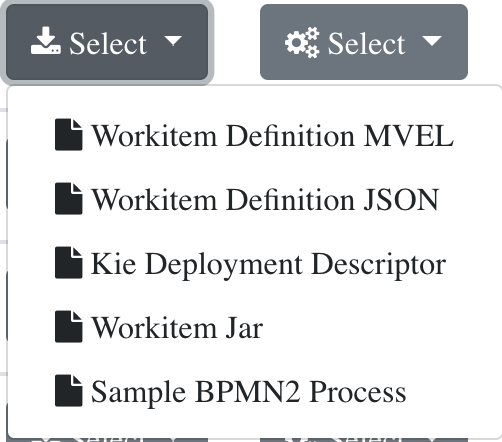 Select
Select
Workitem Definition MVEL
Workitem Definition JSON
Kie Deployment Descriptor
Workitem Jar
Sample BPMN2 Process